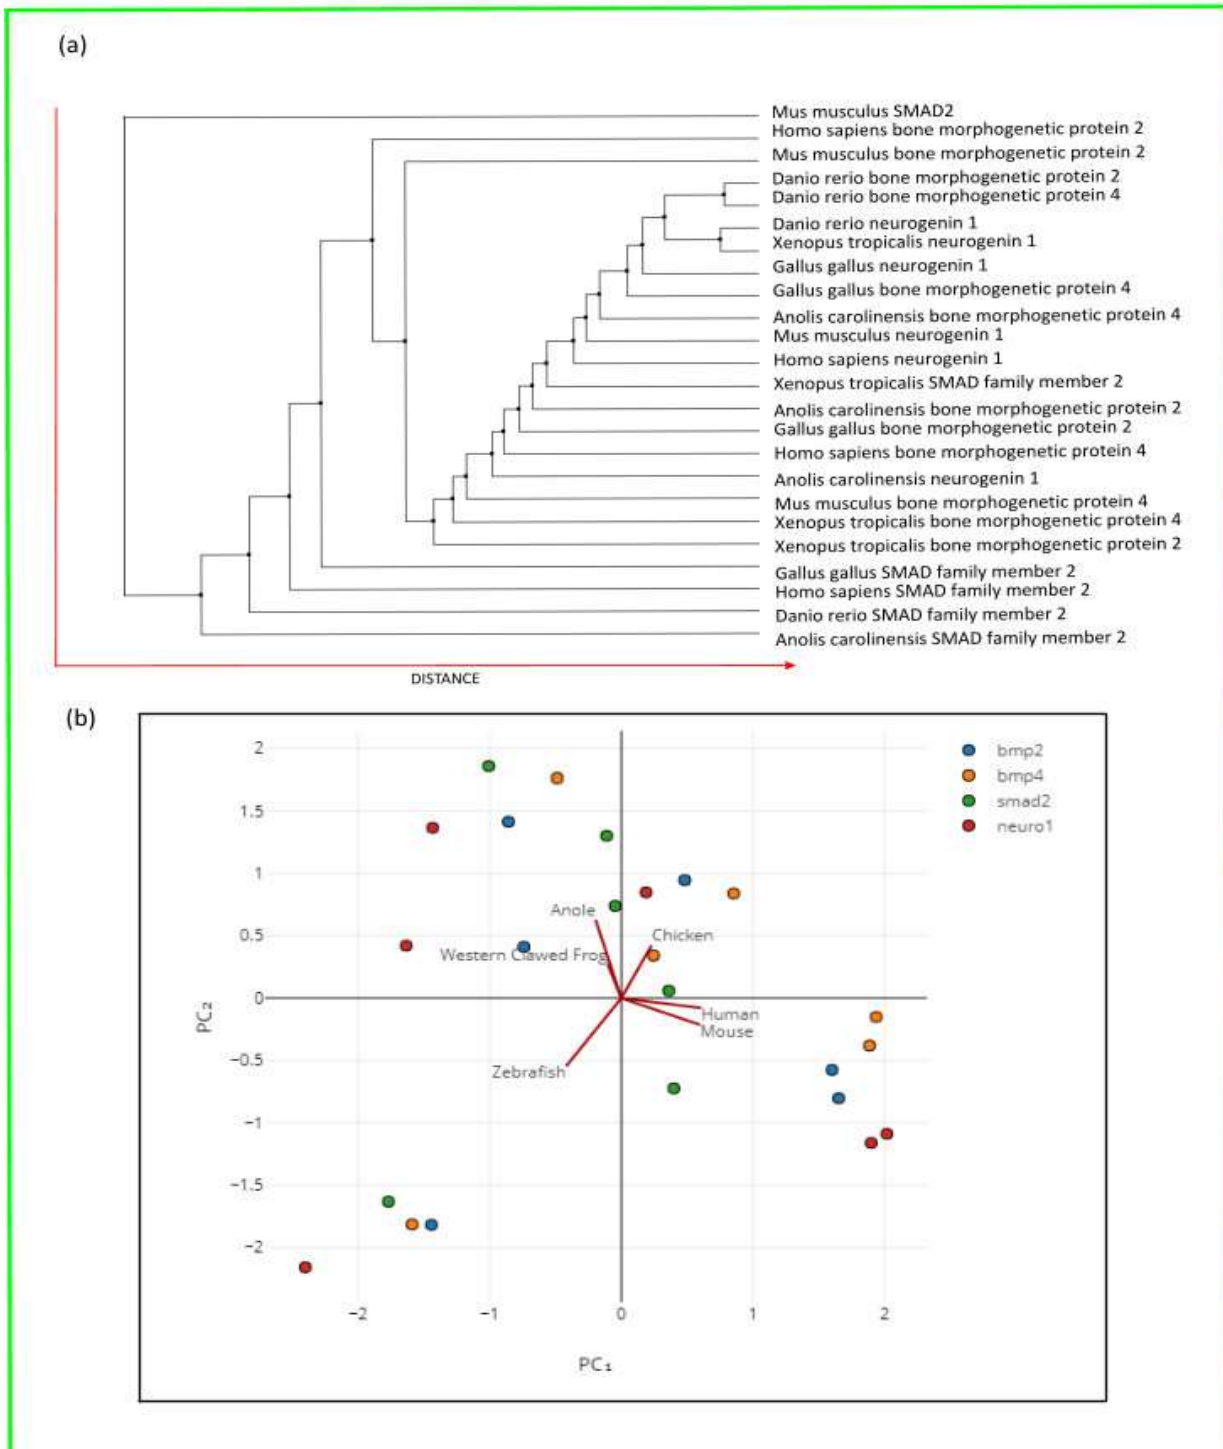 (a)
Mus musculus SMAD2
Homo sapiens bone morphogenetic protein 2
Mus musculus bone morphogenetic protein 2
Danio rerio bone morphogenetic protein 2
Danio rerio bone morphogenetic protein 4
Danio rerio neurogenin 1
Xenopus tropicalis neurogenin 1
Gallus gallus neurogenin 1
Gallus gallus bone morphogenetic protein 4
Anolis carolinensis bone morphogenetic protein 4
Mus musculus neurogenin 1
Homo sapiens neurogenin 1
Xenopus tropicalis SMAD family member 2
Anolis carolinensis bone morphogenetic protein 2
Gallus gallus bone morphogenetic protein 2
Homo sapiens bone morphogenetic protein 4
Anolis carolinensis neurogenin 1
Mus musculus bone morphogenetic protein 4
Xenopus tropicalis bone morphogenetic protein 4
Xenopus tropicalis bone morphogenetic protein 2
Gallus gallus SMAD family member 2
Homo sapiens SMAD family member 2
Danio rerio SMAD family member 2
Anolis carolinensis SMAD family member 2
DISTANCE
(b)
2
1.5
1
0.5
0
−0.5
−1
−1.5
−2
PC₂
Anole
Chicken
Western Clawed Frog
Human
Mouse
Zebrafish
bmp2
bmp4
smad2
neuro1
−2
−1
0
1
2
PC₁